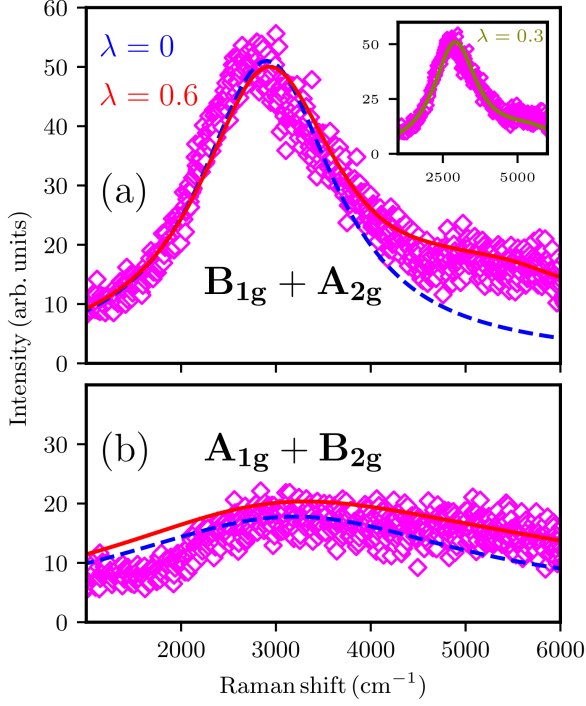 60
50
40
30
20
10
0
λ = 0
λ = 0.6
(a)
B1g + A2g
λ = 0.3
50
25
0
2500 5000
Intensity (arb. units)
30
20
10
0
(b)
A1g + B2g
2000 3000 4000 5000 6000
Raman shift (cm⁻¹)